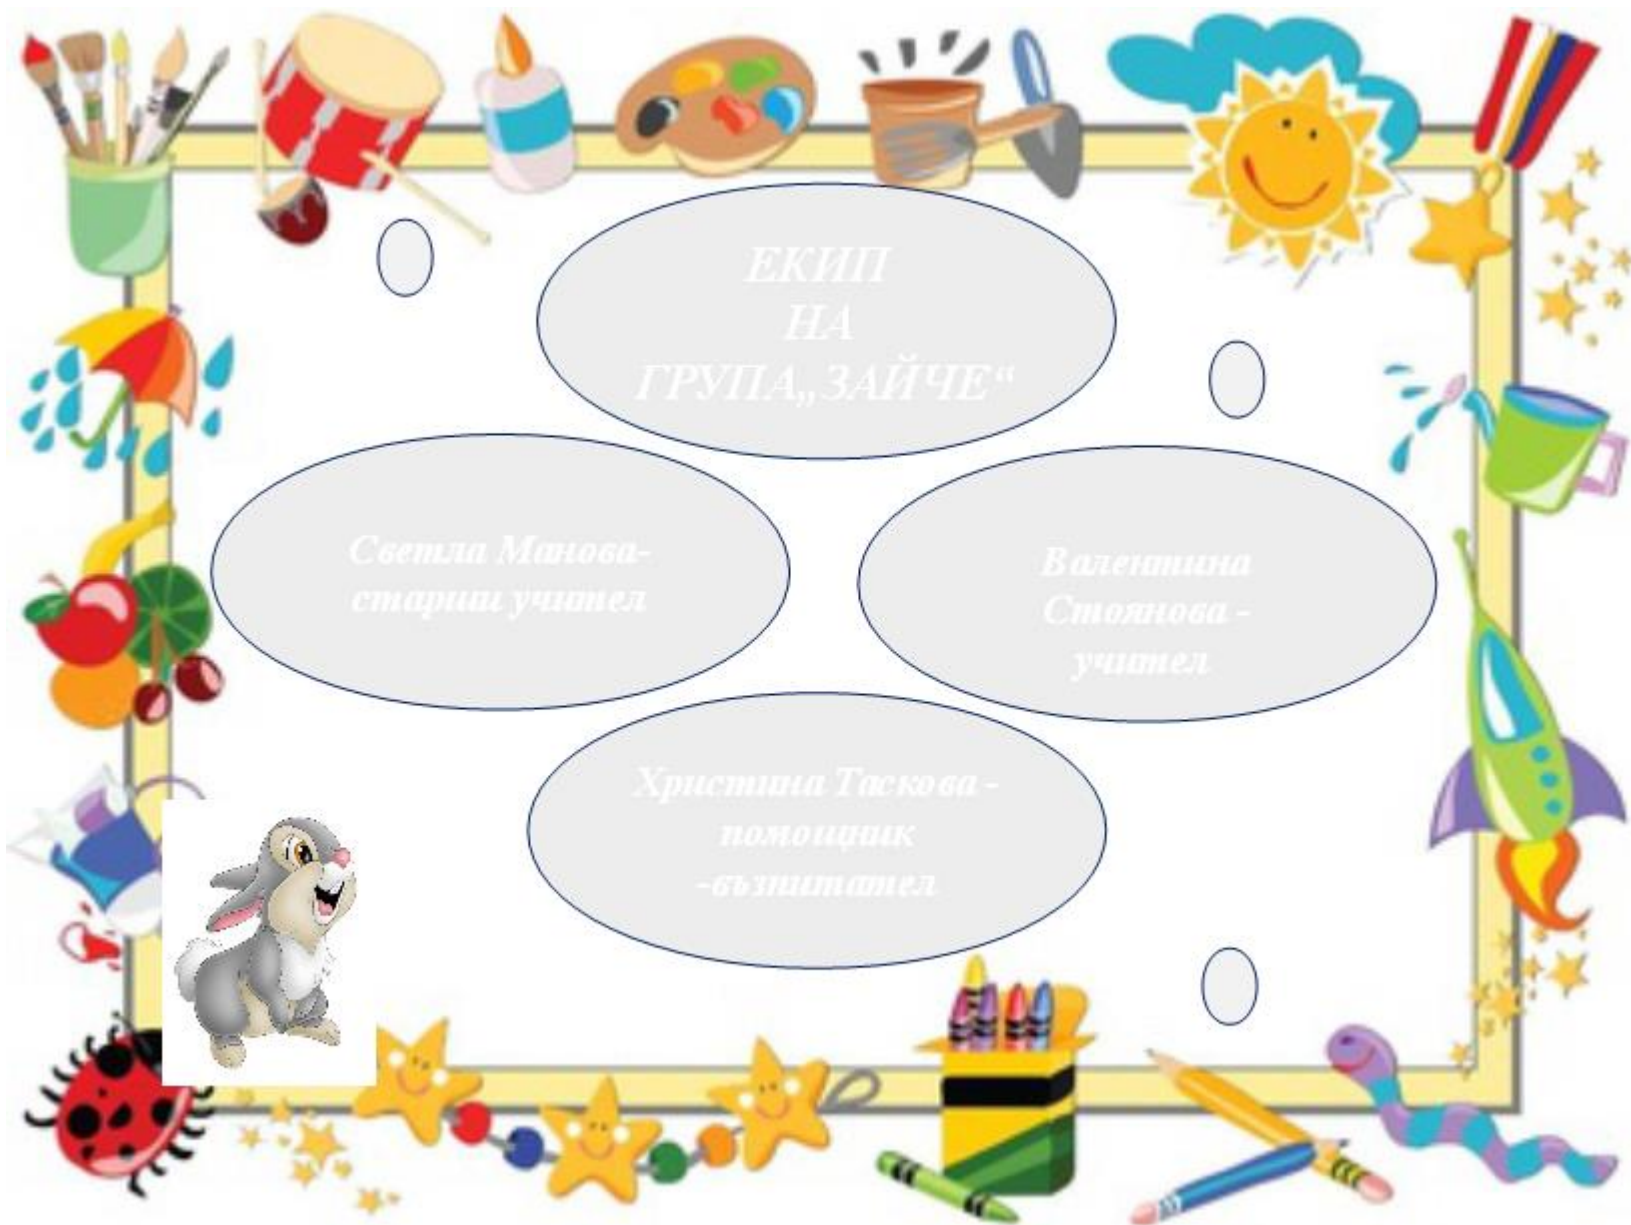 ЕКИП
НА
ГРУПА„ЗАЙЧЕ“
Светла Манова-
старши учител
Валентина
Стоянова -
учител
Христина Таскова -
помощник
-възпитател